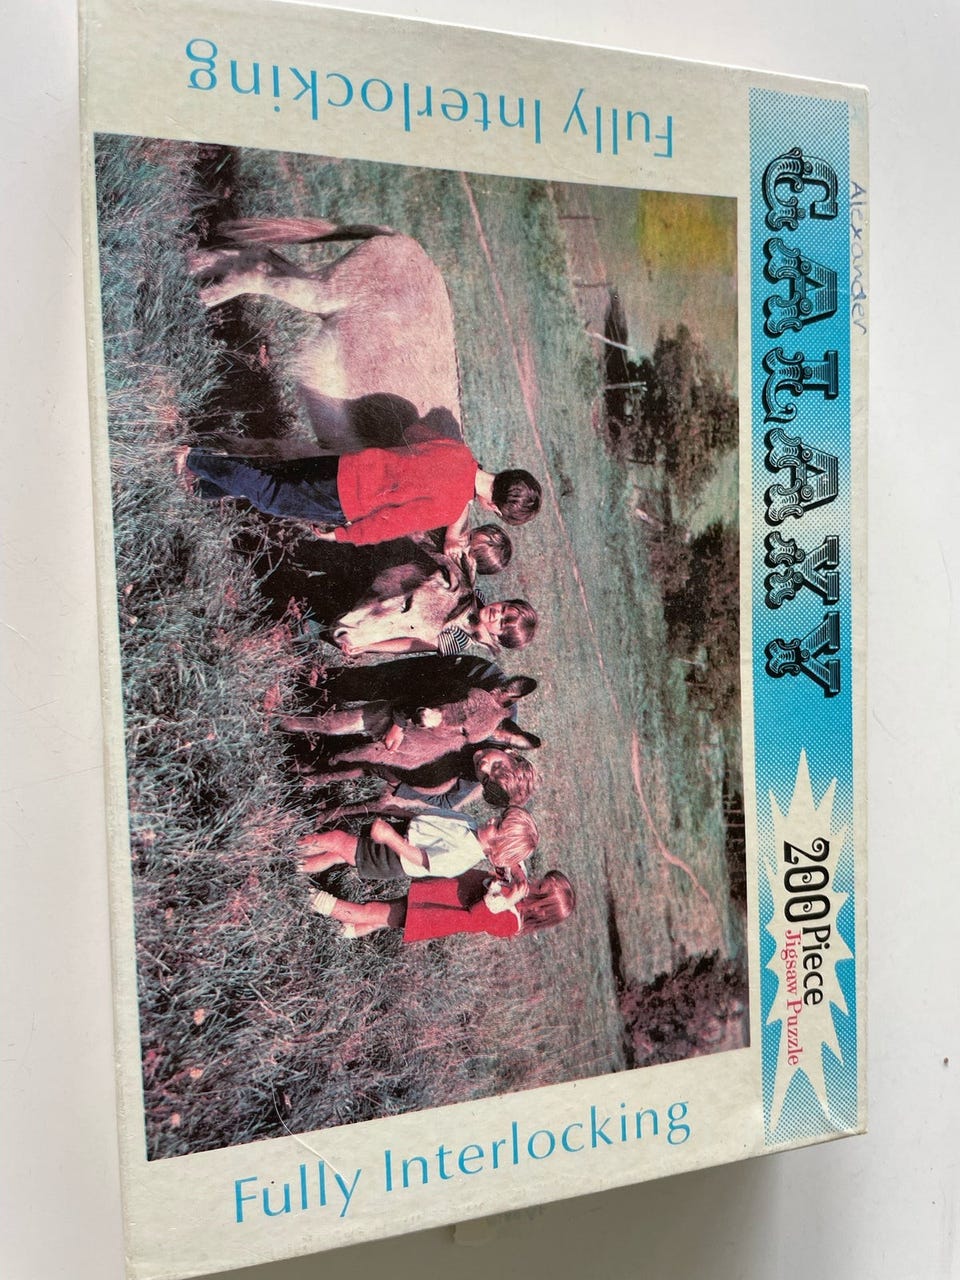 Alexander
GALAXY
200 Piece
Jigsaw Puzzle
Fully Interlocking
Fully Interlocking